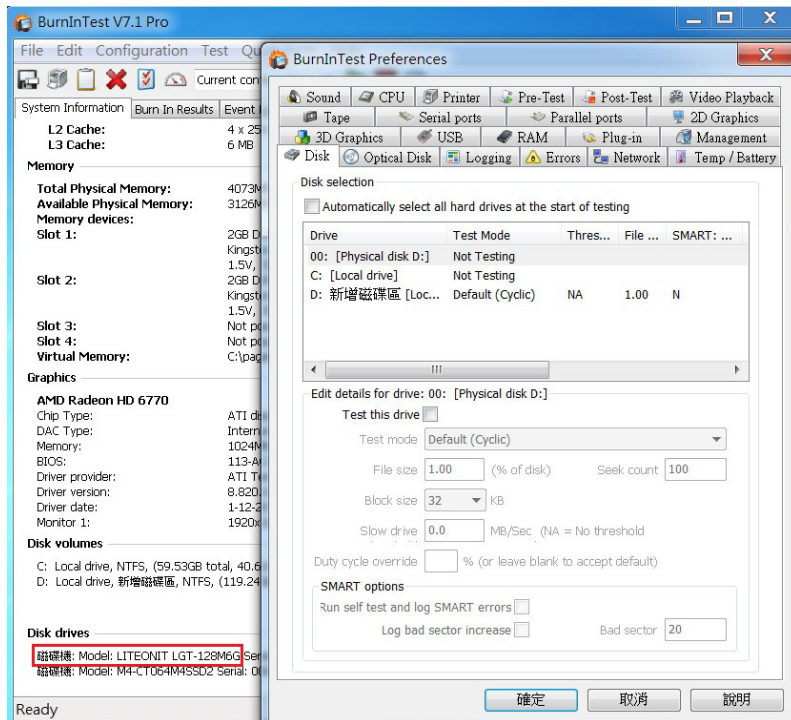 BurnInTest V7.1 Pro
File Edit Configuration Test
Current con
System Information Burn In Results Event
L2 Cache: 4 x 25
L3 Cache: 6 MB
Memory
Total Physical Memory: 4073M
Available Physical Memory: 3126M
Memory devices:
Slot 1: 2GB D
Kingst
1.5V,
Slot 2: 2GB D
Kingst
1.5V,
Slot 3: Not po
Slot 4: Not po
Virtual Memory: C:\pag
Graphics
AMD Radeon HD 6770
Chip Type: ATI di
DAC Type: Intern
Memory: 1024M
BIOS: 113-A
Driver provider: ATI Te
Driver version: 8.820.
Driver date: 1-12-2
Monitor 1: 1920x
Disk volumes
C: Local drive, NTFS, (59.53GB total, 40.6
D: Local drive, 新增磁碟區, NTFS, (119.24
Disk drives
磁碟機: Model: LITEONIT LGT-128M6G Ser
磁碟機: Model: M4-CT064M4SSD2 Serial: 00
Ready
BurnInTest Preferences
Sound CPU Printer Pre-Test Post-Test Video Playback
Tape Serial ports Parallel ports 2D Graphics
3D Graphics USB RAM Plug-in Management
Disk Optical Disk Logging Errors Network Temp / Battery
Disk selection
Automatically select all hard drives at the start of testing
Drive Test Mode Thres... File ... SMART: ...
00: [Physical disk D:] Not Testing
C: [Local drive] Not Testing
D: 新增磁碟區 [Loc... Default (Cyclic) NA 1.00 N
Edit details for drive: 00: [Physical disk D:]
Test this drive
Test mode Default (Cyclic)
File size 1.00 (% of disk) Seek count 100
Block size 32 KB
Slow drive 0.0 MB/Sec (NA = No threshold
Duty cycle override % (or leave blank to accept default)
SMART options
Run self test and log SMART errors
Log bad sector increase Bad sector 20
確定 取消 說明